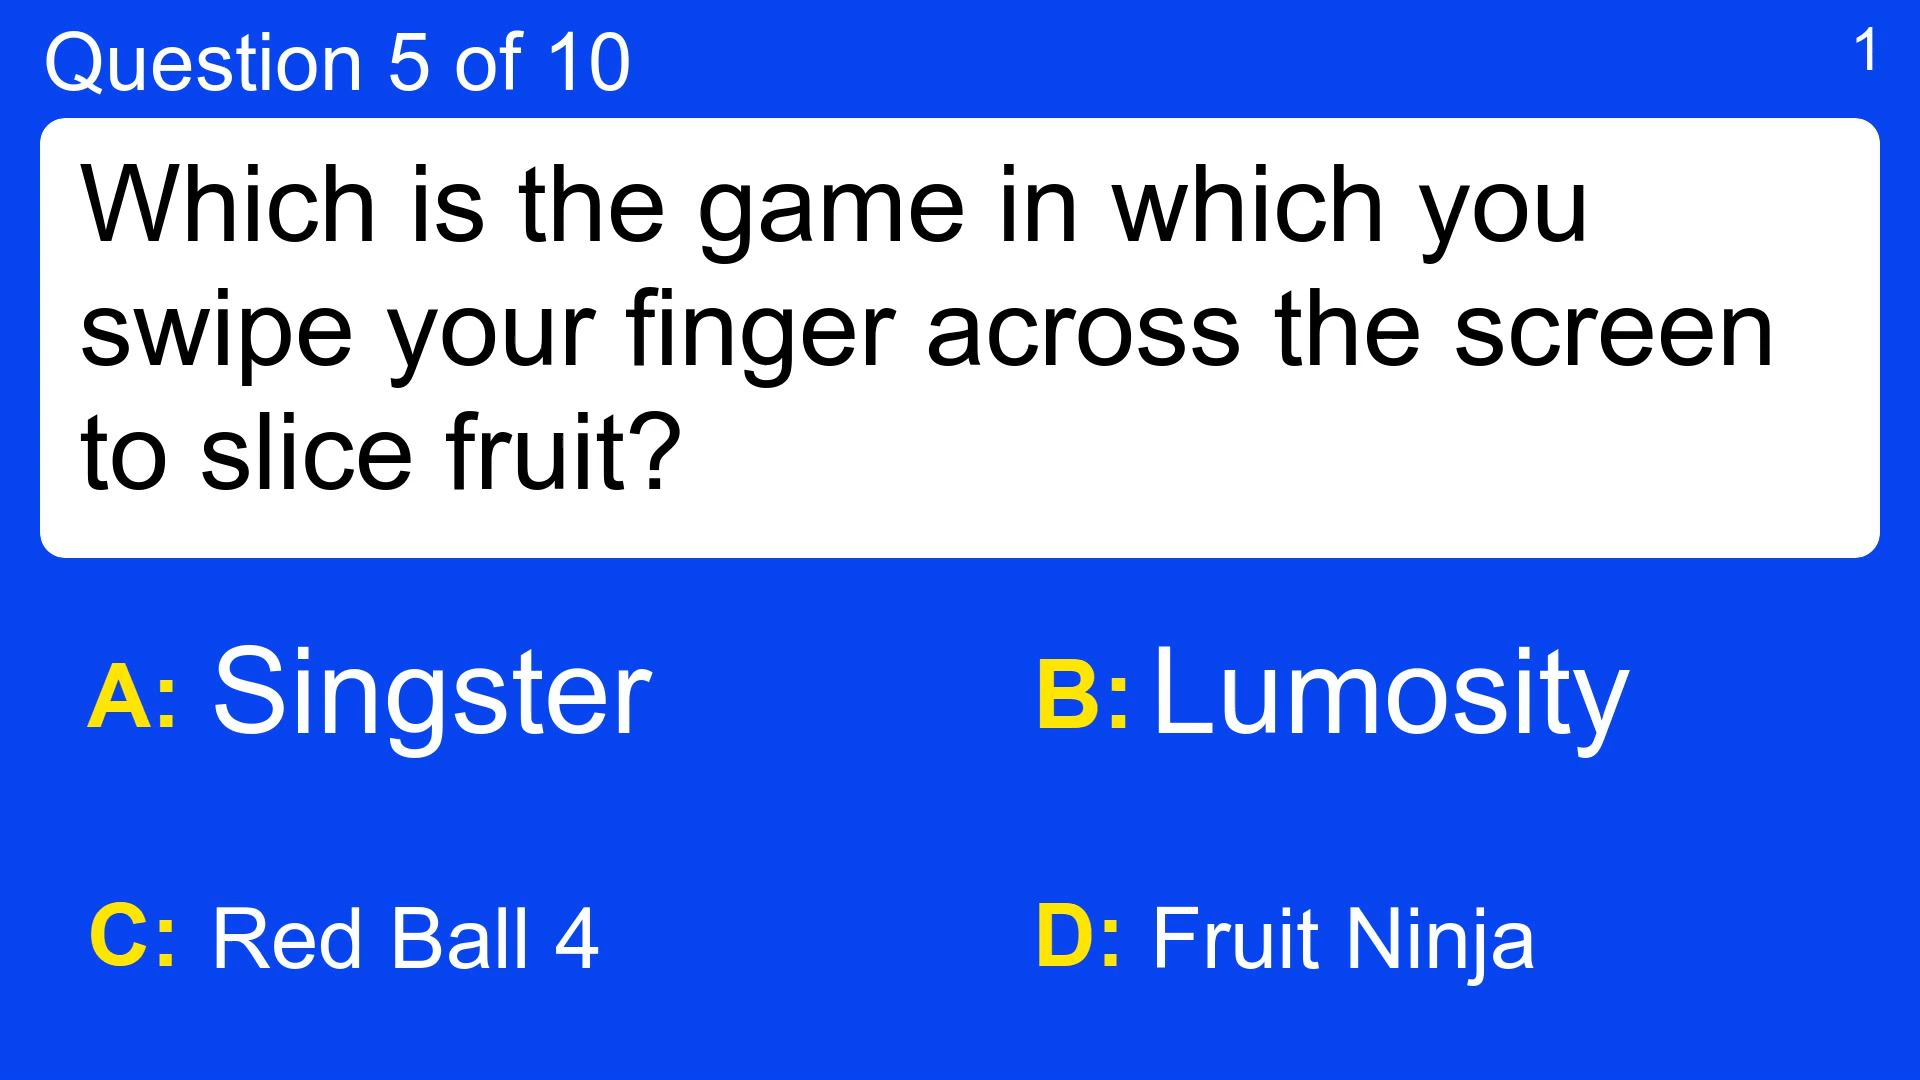 Question 5 of 10
1
Which is the game in which you
swipe your finger across the screen
to slice fruit?
A: Singster
B: Lumosity
C: Red Ball 4
D: Fruit Ninja